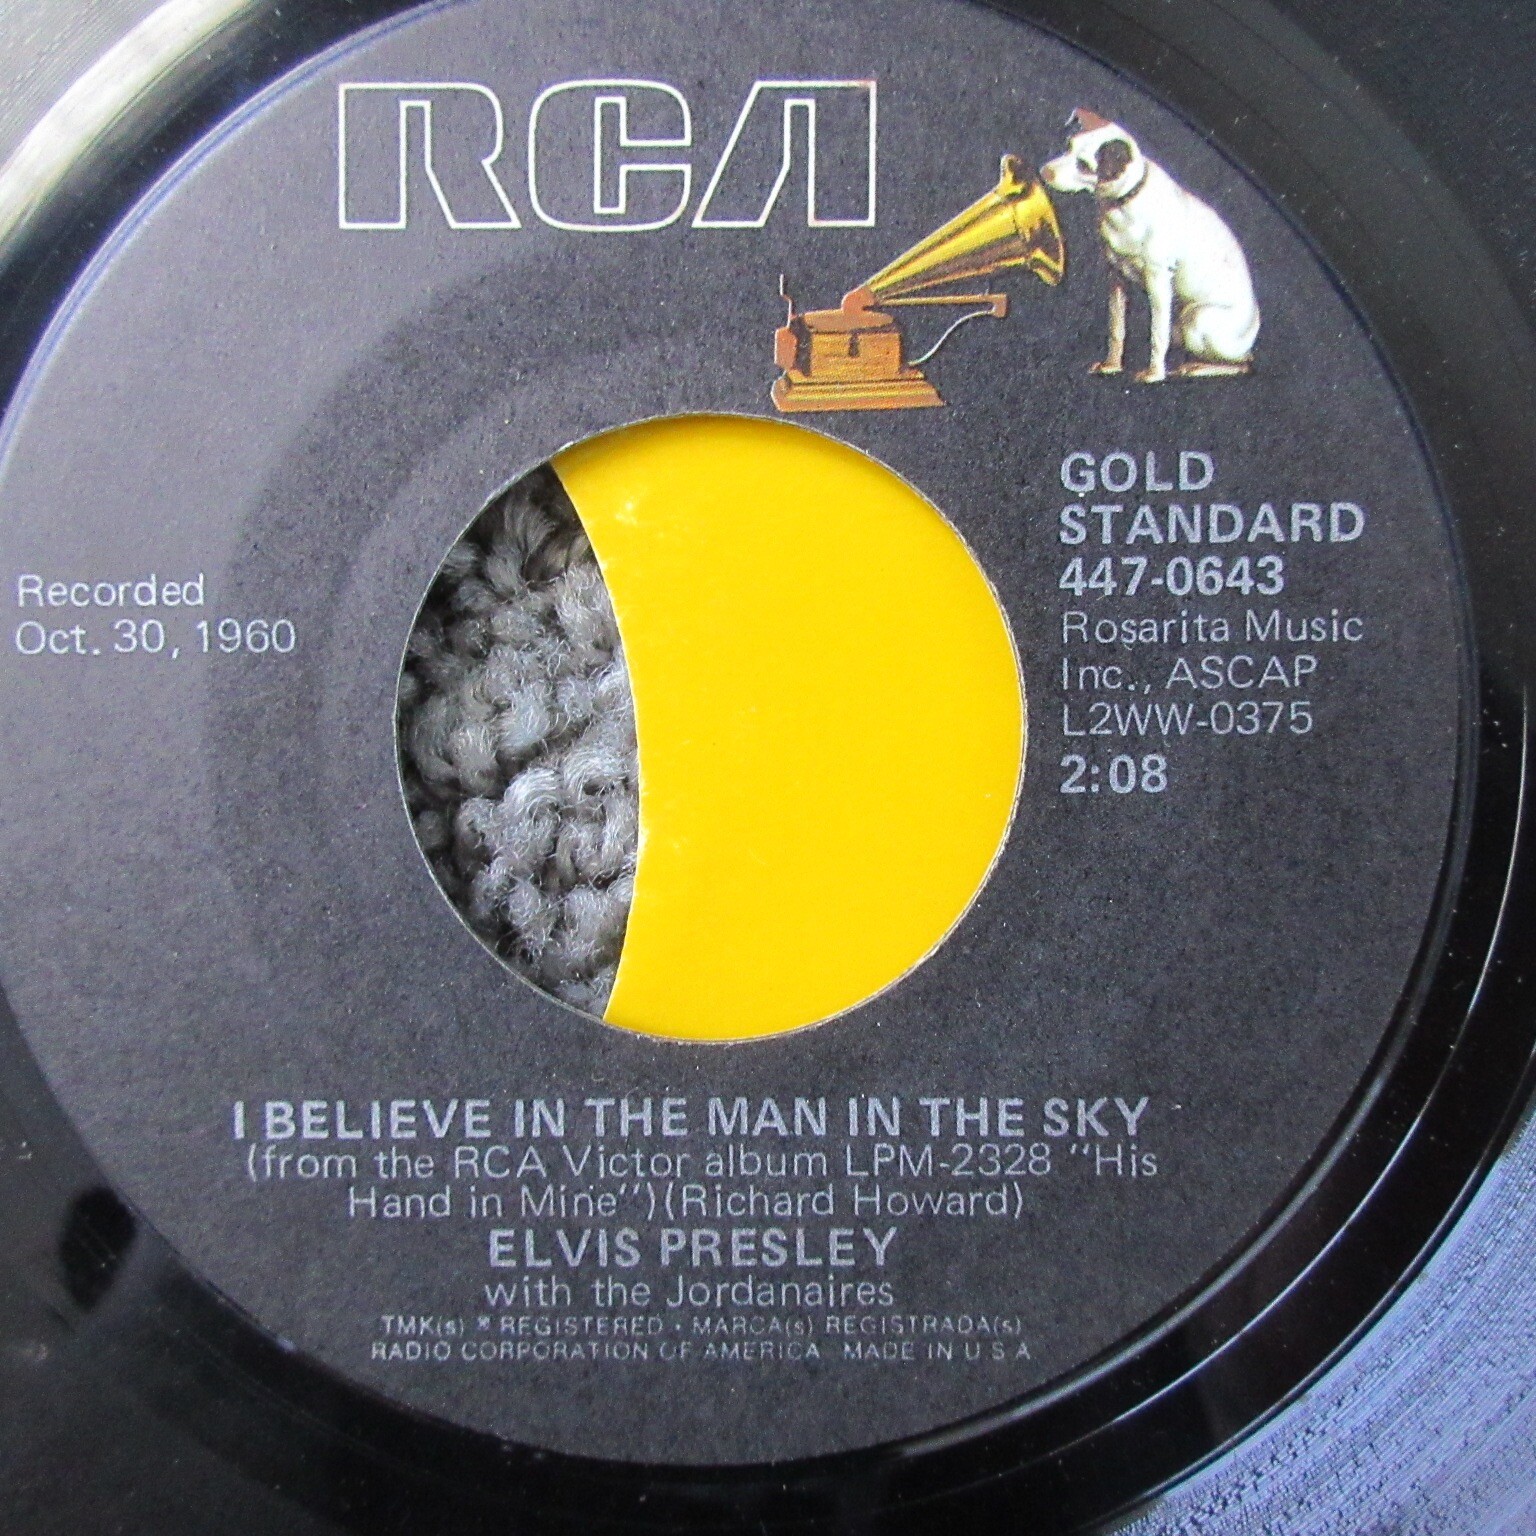 RCA
GOLD
STANDARD
447-0643
Rosarita Music
Inc., ASCAP
L2WW-0375
2:08
Recorded
Oct. 30, 1960
I BELIEVE IN THE MAN IN THE SKY
(from the RCA Victor album LPM-2328 "His
Hand in Mine") (Richard Howard)
ELVIS PRESLEY
with the Jordanaires
TMK(s) ® REGISTERED • MARCA(s) REGISTRADA(s)
RADIO CORPORATION OF AMERICA MADE IN U S A